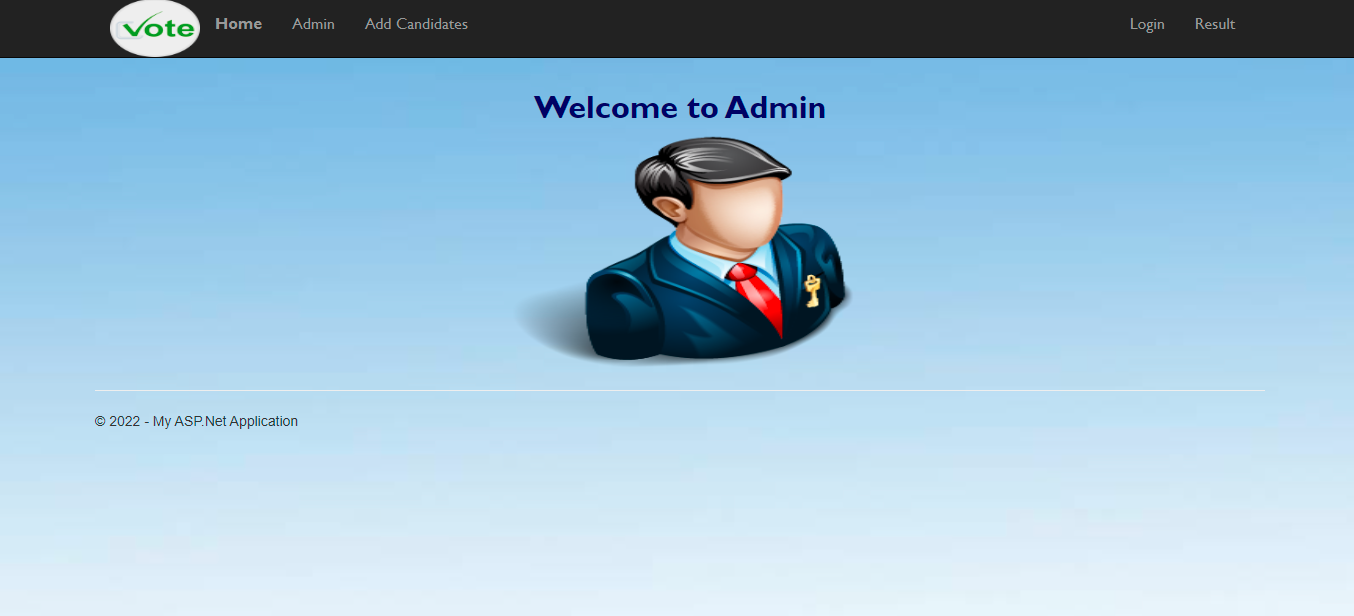 vote Home Admin Add Candidates Login Result
Welcome to Admin
© 2022 - My ASP.Net Application